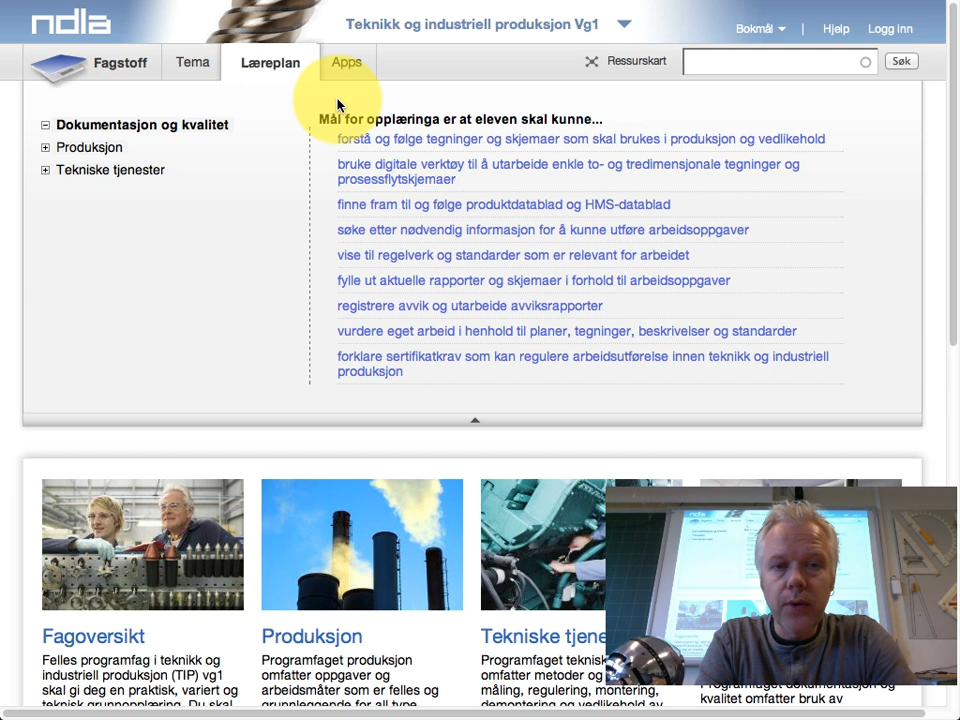 ndla
Teknikk og industriell produksjon Vg1
Bokmål | Hjelp Logg inn
Fagstoff Tema Læreplan Apps Ressurskart Søk
Dokumentasjon og kvalitet
Produksjon
Tekniske tjenester
Mål for opplæringa er at eleven skal kunne...
forstå og følge tegninger og skjemaer som skal brukes i produksjon og vedlikehold
bruke digitale verktøy til å utarbeide enkle to- og tredimensjonale tegninger og
prosessflytskjemaer
finne fram til og følge produktdatablad og HMS-datablad
søke etter nødvendig informasjon for å kunne utføre arbeidsoppgaver
vise til regelverk og standarder som er relevant for arbeidet
fylle ut aktuelle rapporter og skjemaer i forhold til arbeidsoppgaver
registrere avvik og utarbeide avviksrapporter
vurdere eget arbeid i henhold til planer, tegninger, beskrivelser og standarder
forklare sertifikatkrav som kan regulere arbeidsutførelse innen teknikk og industriell
produksjon
Fagoversikt
Felles programfag i teknikk og
industriell produksjon (TIP) vg1
skal gi deg en praktisk, variert og
teknisk grunnopplæring. Du skal
Produksjon
Programfaget produksjon
omfatter oppgaver og
arbeidsmåter som er felles og
grunnleggende for all type
Tekniske tjene
Programfaget teknisk
omfatter metoder og
måling, regulering, montering,
demontering og vedlikehold av
Programfaget dokumentasjon og
kvalitet omfatter bruk av